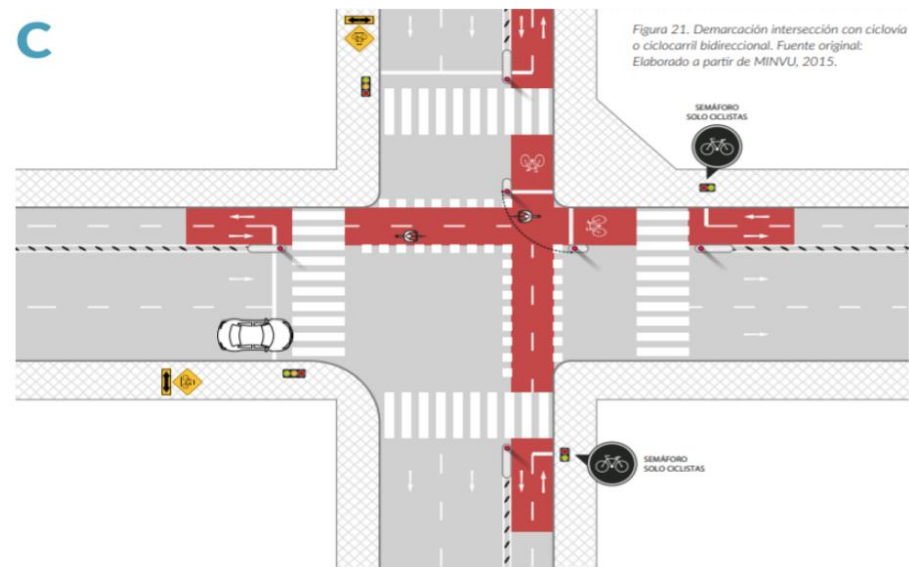 C
Figura 21. Demarcación intersección con ciclovía
o ciclocarril bidireccional. Fuente original:
Elaborado a partir de MINVU, 2015.
SEMÁFORO
SOLO CICLISTAS
SEMÁFORO
SOLO CICLISTAS